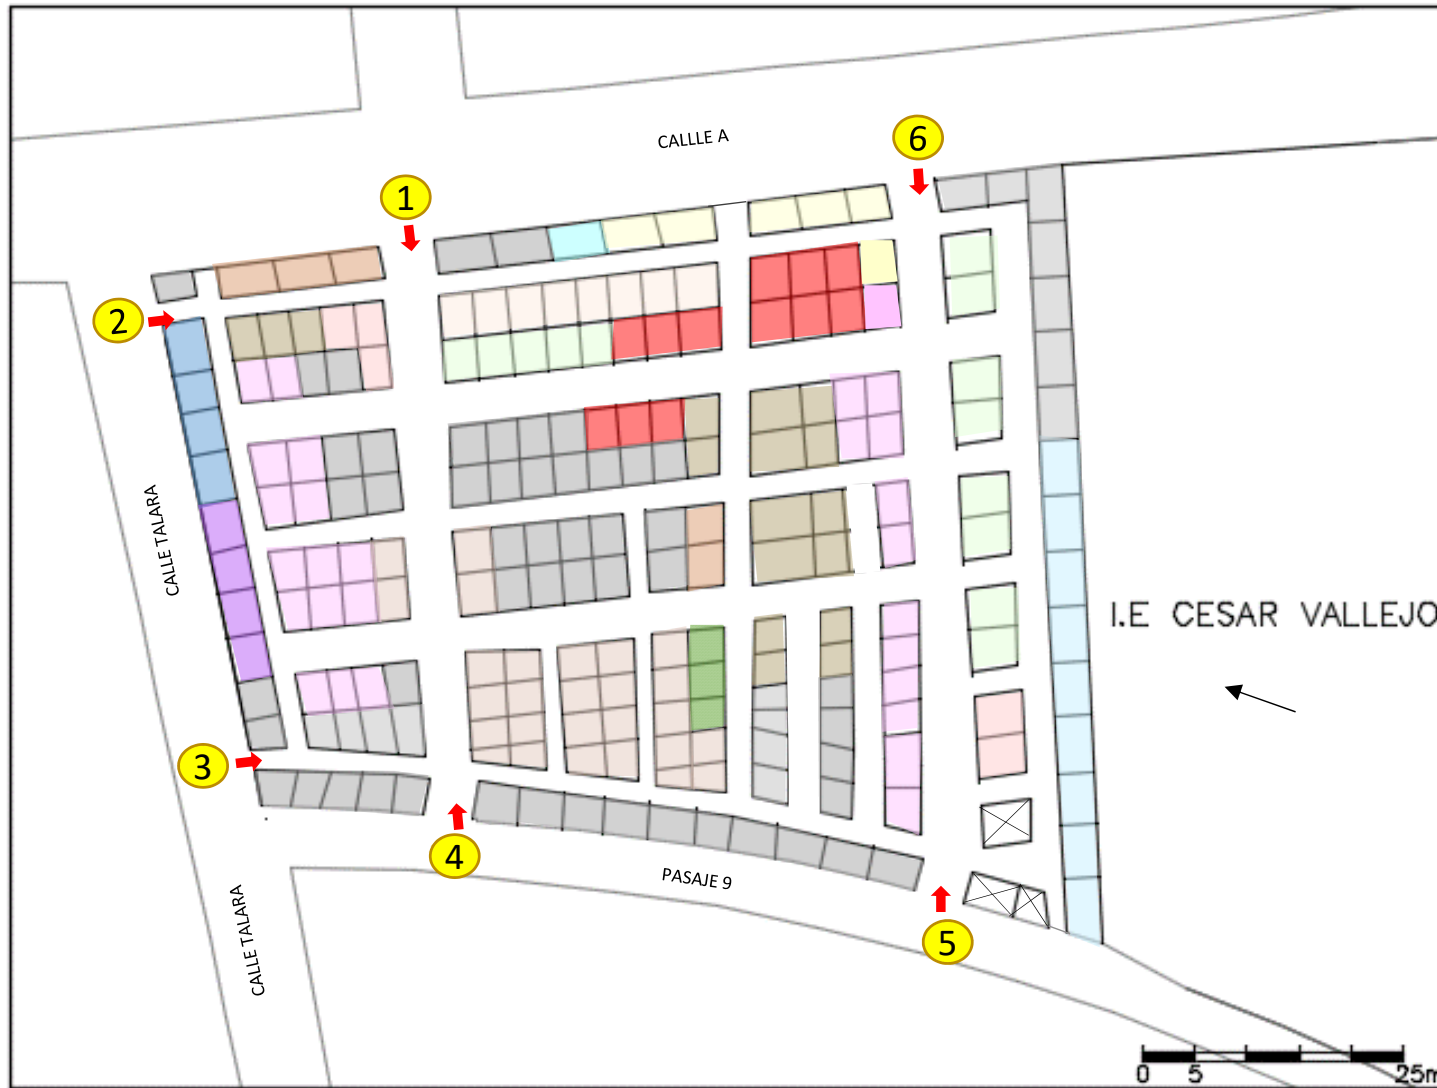 CALLLE A
6
1
2
CALLE TALARA
I.E CESAR VALLEJO
3
4
PASAJE 9
CALLE TALARA
5
0 5 25m